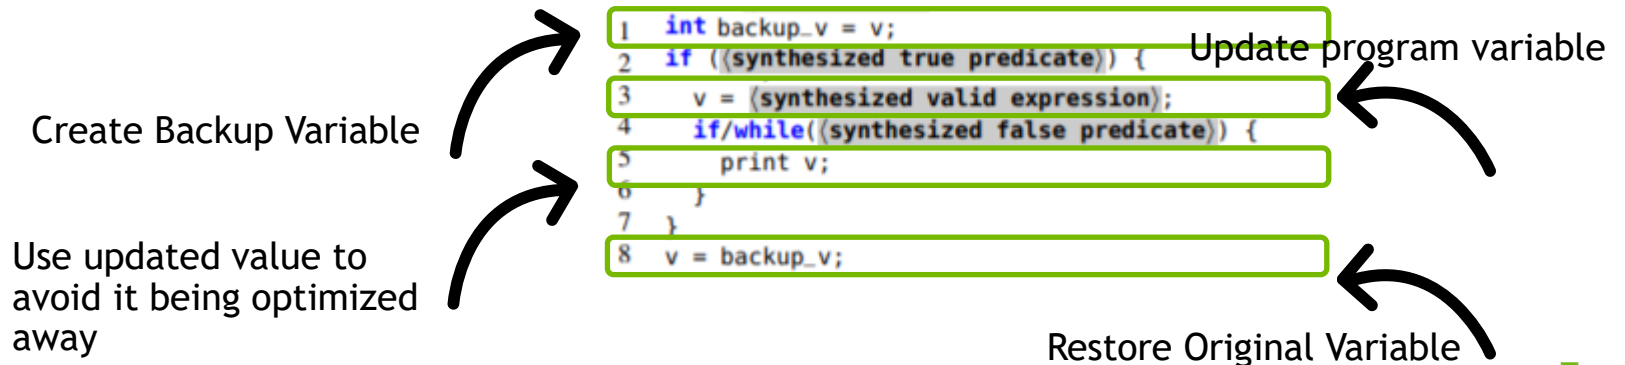 1 int backup_v = v;
Update program variable
2 if (⟨synthesized true predicate⟩) {
3 v = ⟨synthesized valid expression⟩;
Create Backup Variable
4 if/while(⟨synthesized false predicate⟩) {
5 print v;
6 }
7 }
8 v = backup_v;
Use updated value to
avoid it being optimized
away
Restore Original Variable